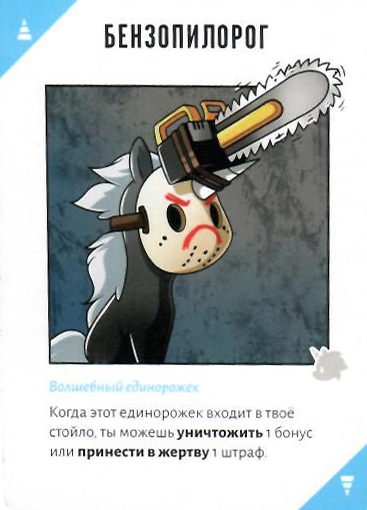 БЕНЗОПИЛОРОГ
Волшебный единорожек
Когда этот единорожек входит в твоё
стойло, ты можешь уничтожить 1 бонус
или принести в жертву 1 штраф.